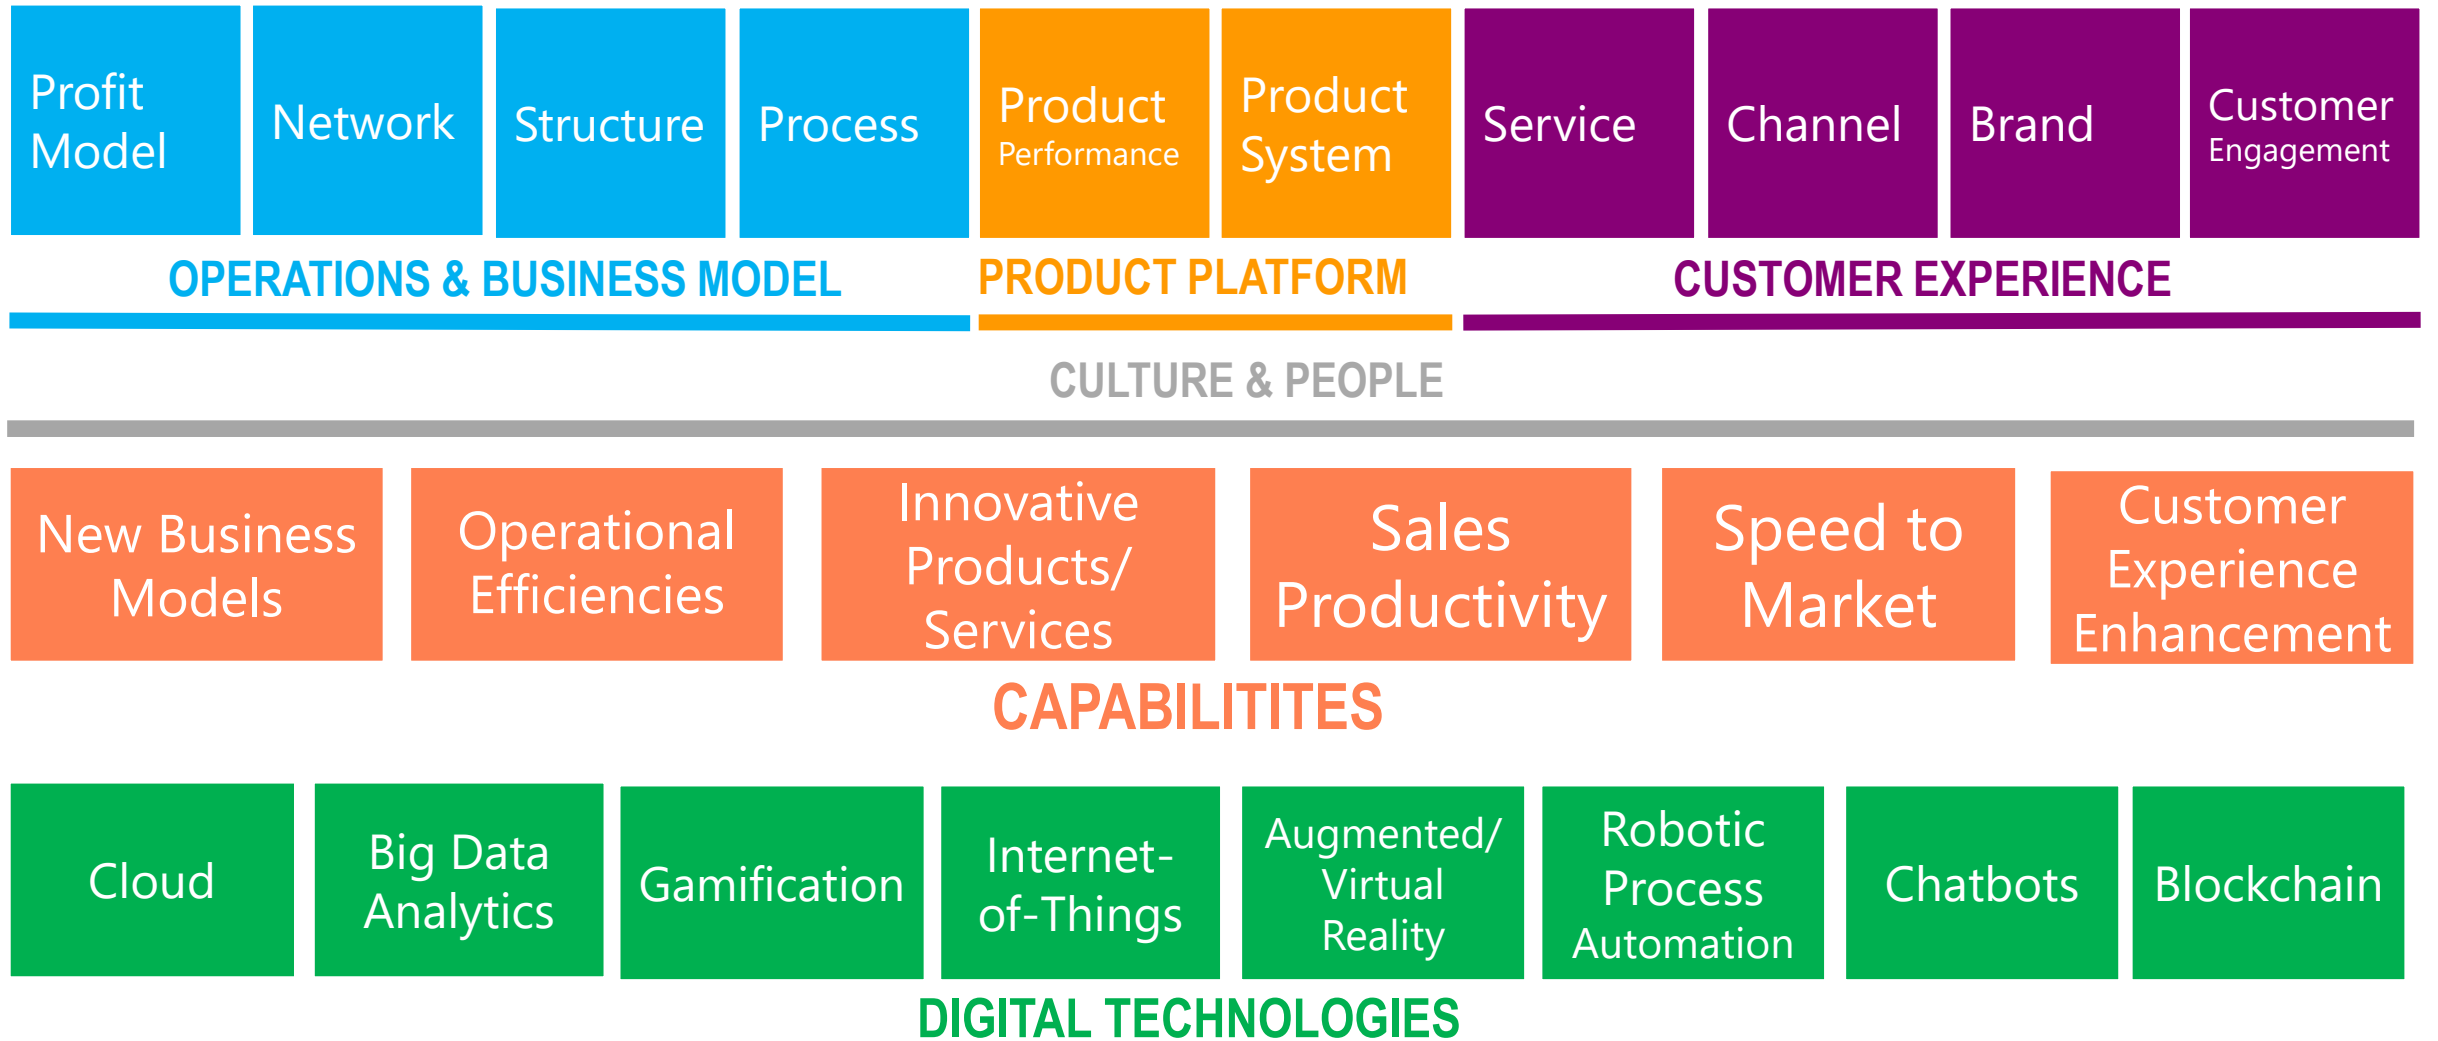 Profit
Model
Network
Structure
Process
Product
Performance
Product
System
Service
Channel
Brand
Customer
Engagement
OPERATIONS & BUSINESS MODEL
PRODUCT PLATFORM
CUSTOMER EXPERIENCE
CULTURE & PEOPLE
New Business
Models
Operational
Efficiencies
Innovative
Products/
Services
Sales
Productivity
Speed to
Market
Customer
Experience
Enhancement
CAPABILITITES
Cloud
Big Data
Analytics
Gamification
Internet-
of-Things
Augmented/
Virtual
Reality
Robotic
Process
Automation
Chatbots
Blockchain
DIGITAL TECHNOLOGIES